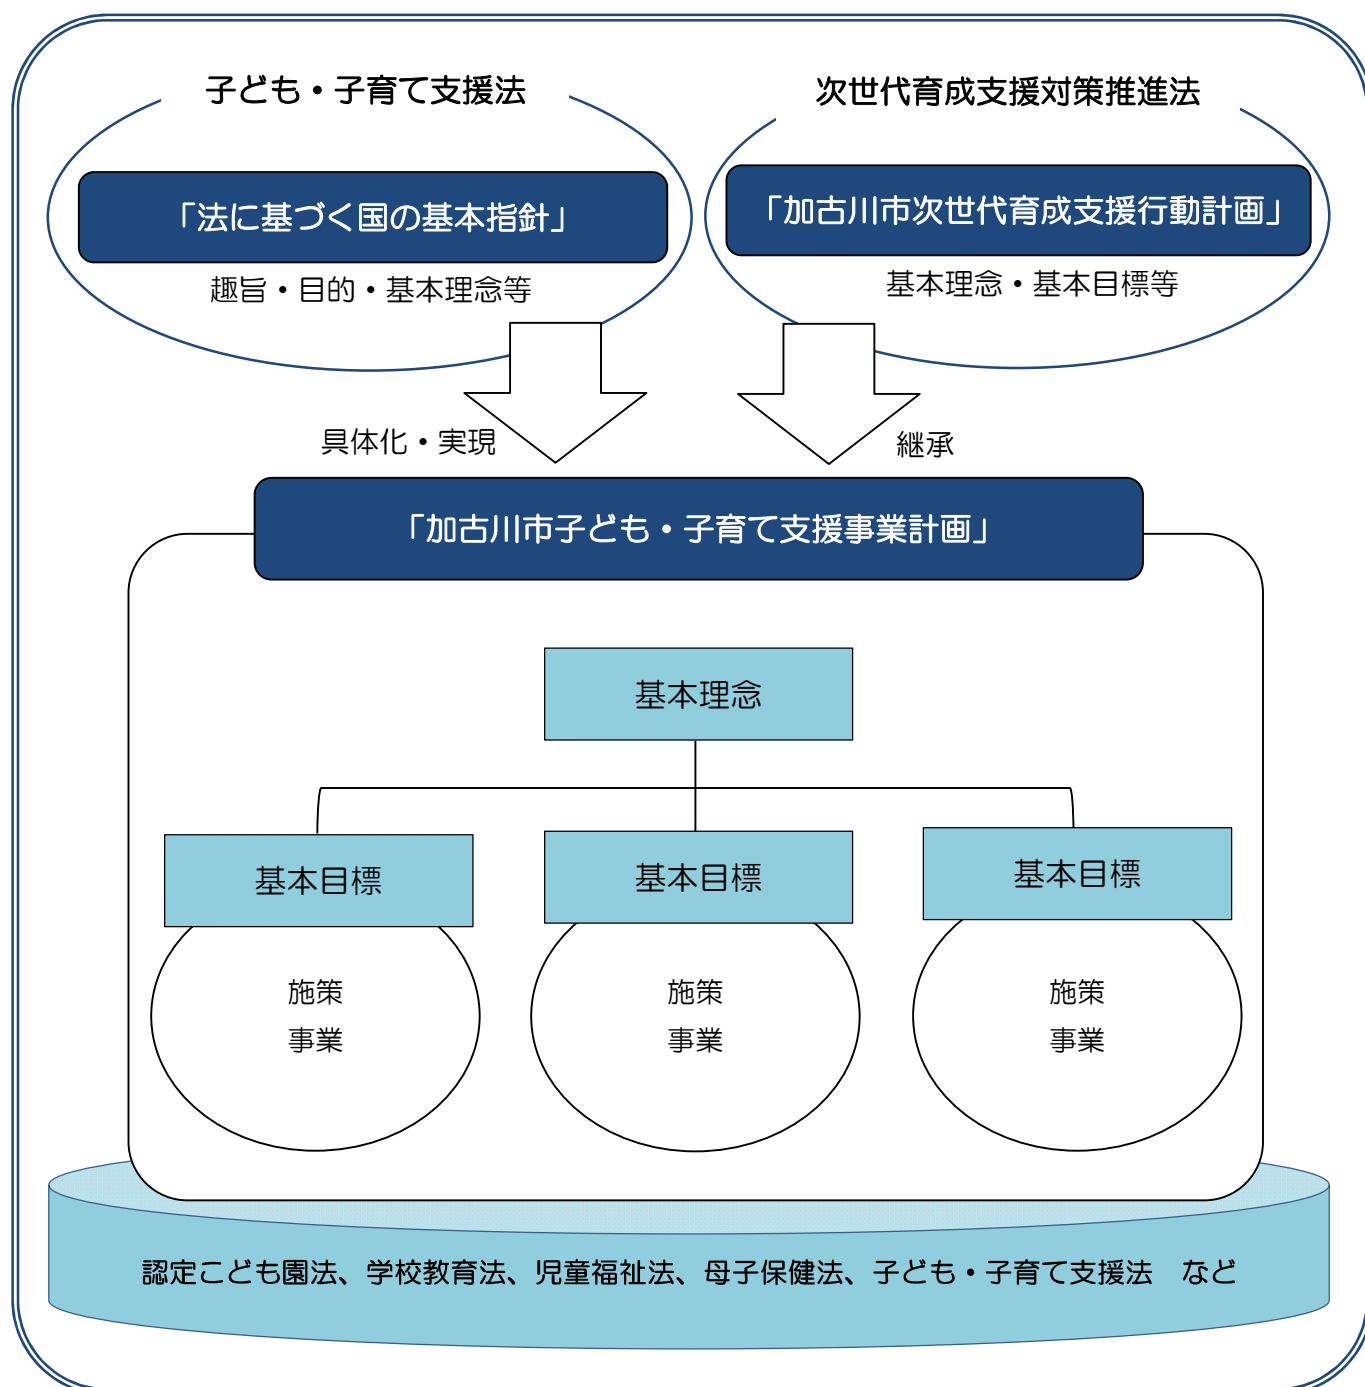 子ども・子育て支援法
次世代育成支援対策推進法
「法に基づく国の基本指針」
「加古川市次世代育成支援行動計画」
趣旨・目的・基本理念等
基本理念・基本目標等
具体化・実現
継承
「加古川市子ども・子育て支援事業計画」
基本理念
基本目標
基本目標
基本目標
施策
事業
施策
事業
施策
事業
認定こども園法、学校教育法、児童福祉法、母子保健法、子ども・子育て支援法　など